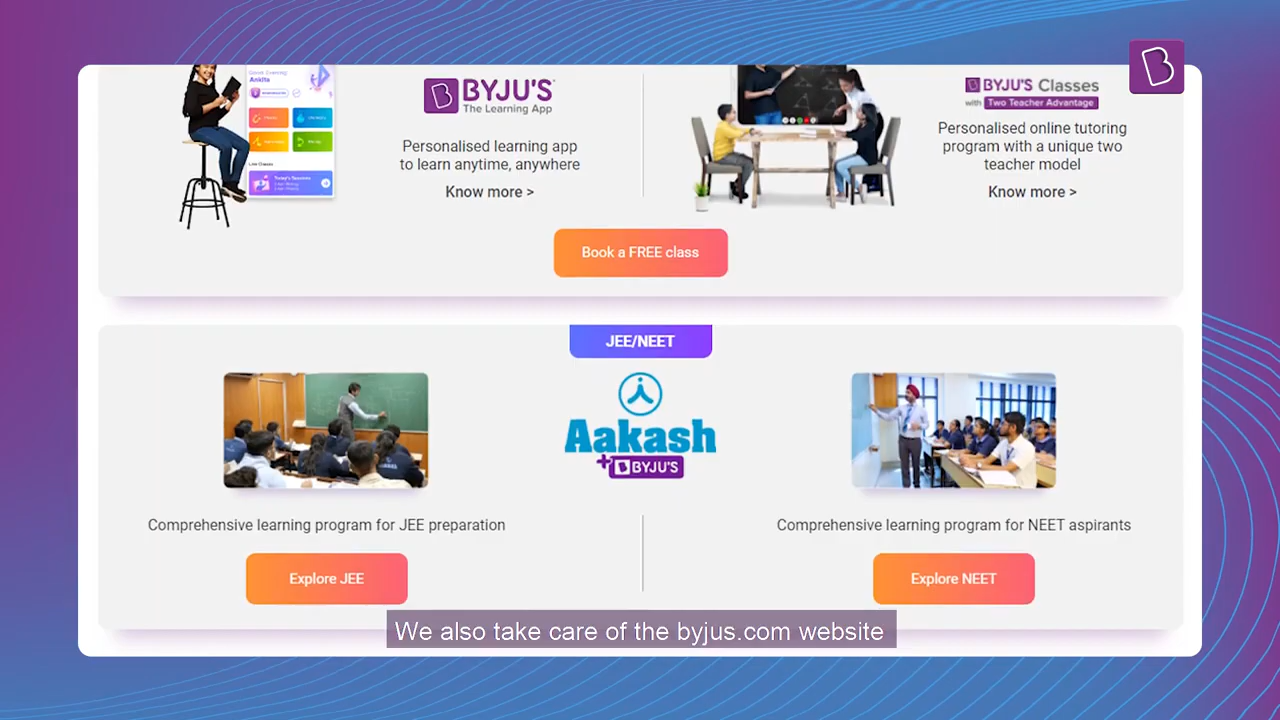 Ankita
BYJU'S
The Learning App
Personalised learning app
to learn anytime, anywhere
Know more >
BYJU'S Classes
with Two Teacher Advantage
Personalised online tutoring
program with a unique two
teacher model
Know more >
Book a FREE class
JEE/NEET
Aakash
+ BYJU'S
Comprehensive learning program for JEE preparation
Explore JEE
Comprehensive learning program for NEET aspirants
Explore NEET
We also take care of the byjus.com website